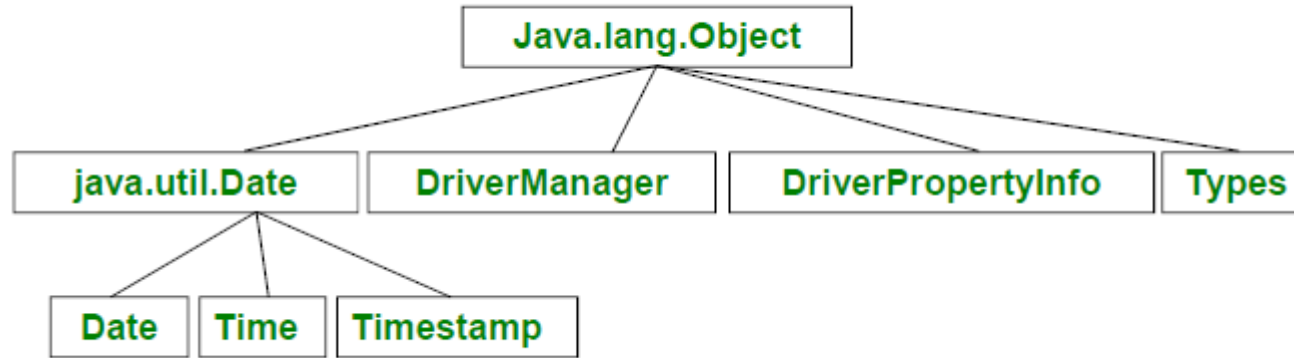 Java.lang.Object
java.util.Date
DriverManager
DriverPropertyInfo
Types
Date
Time
Timestamp